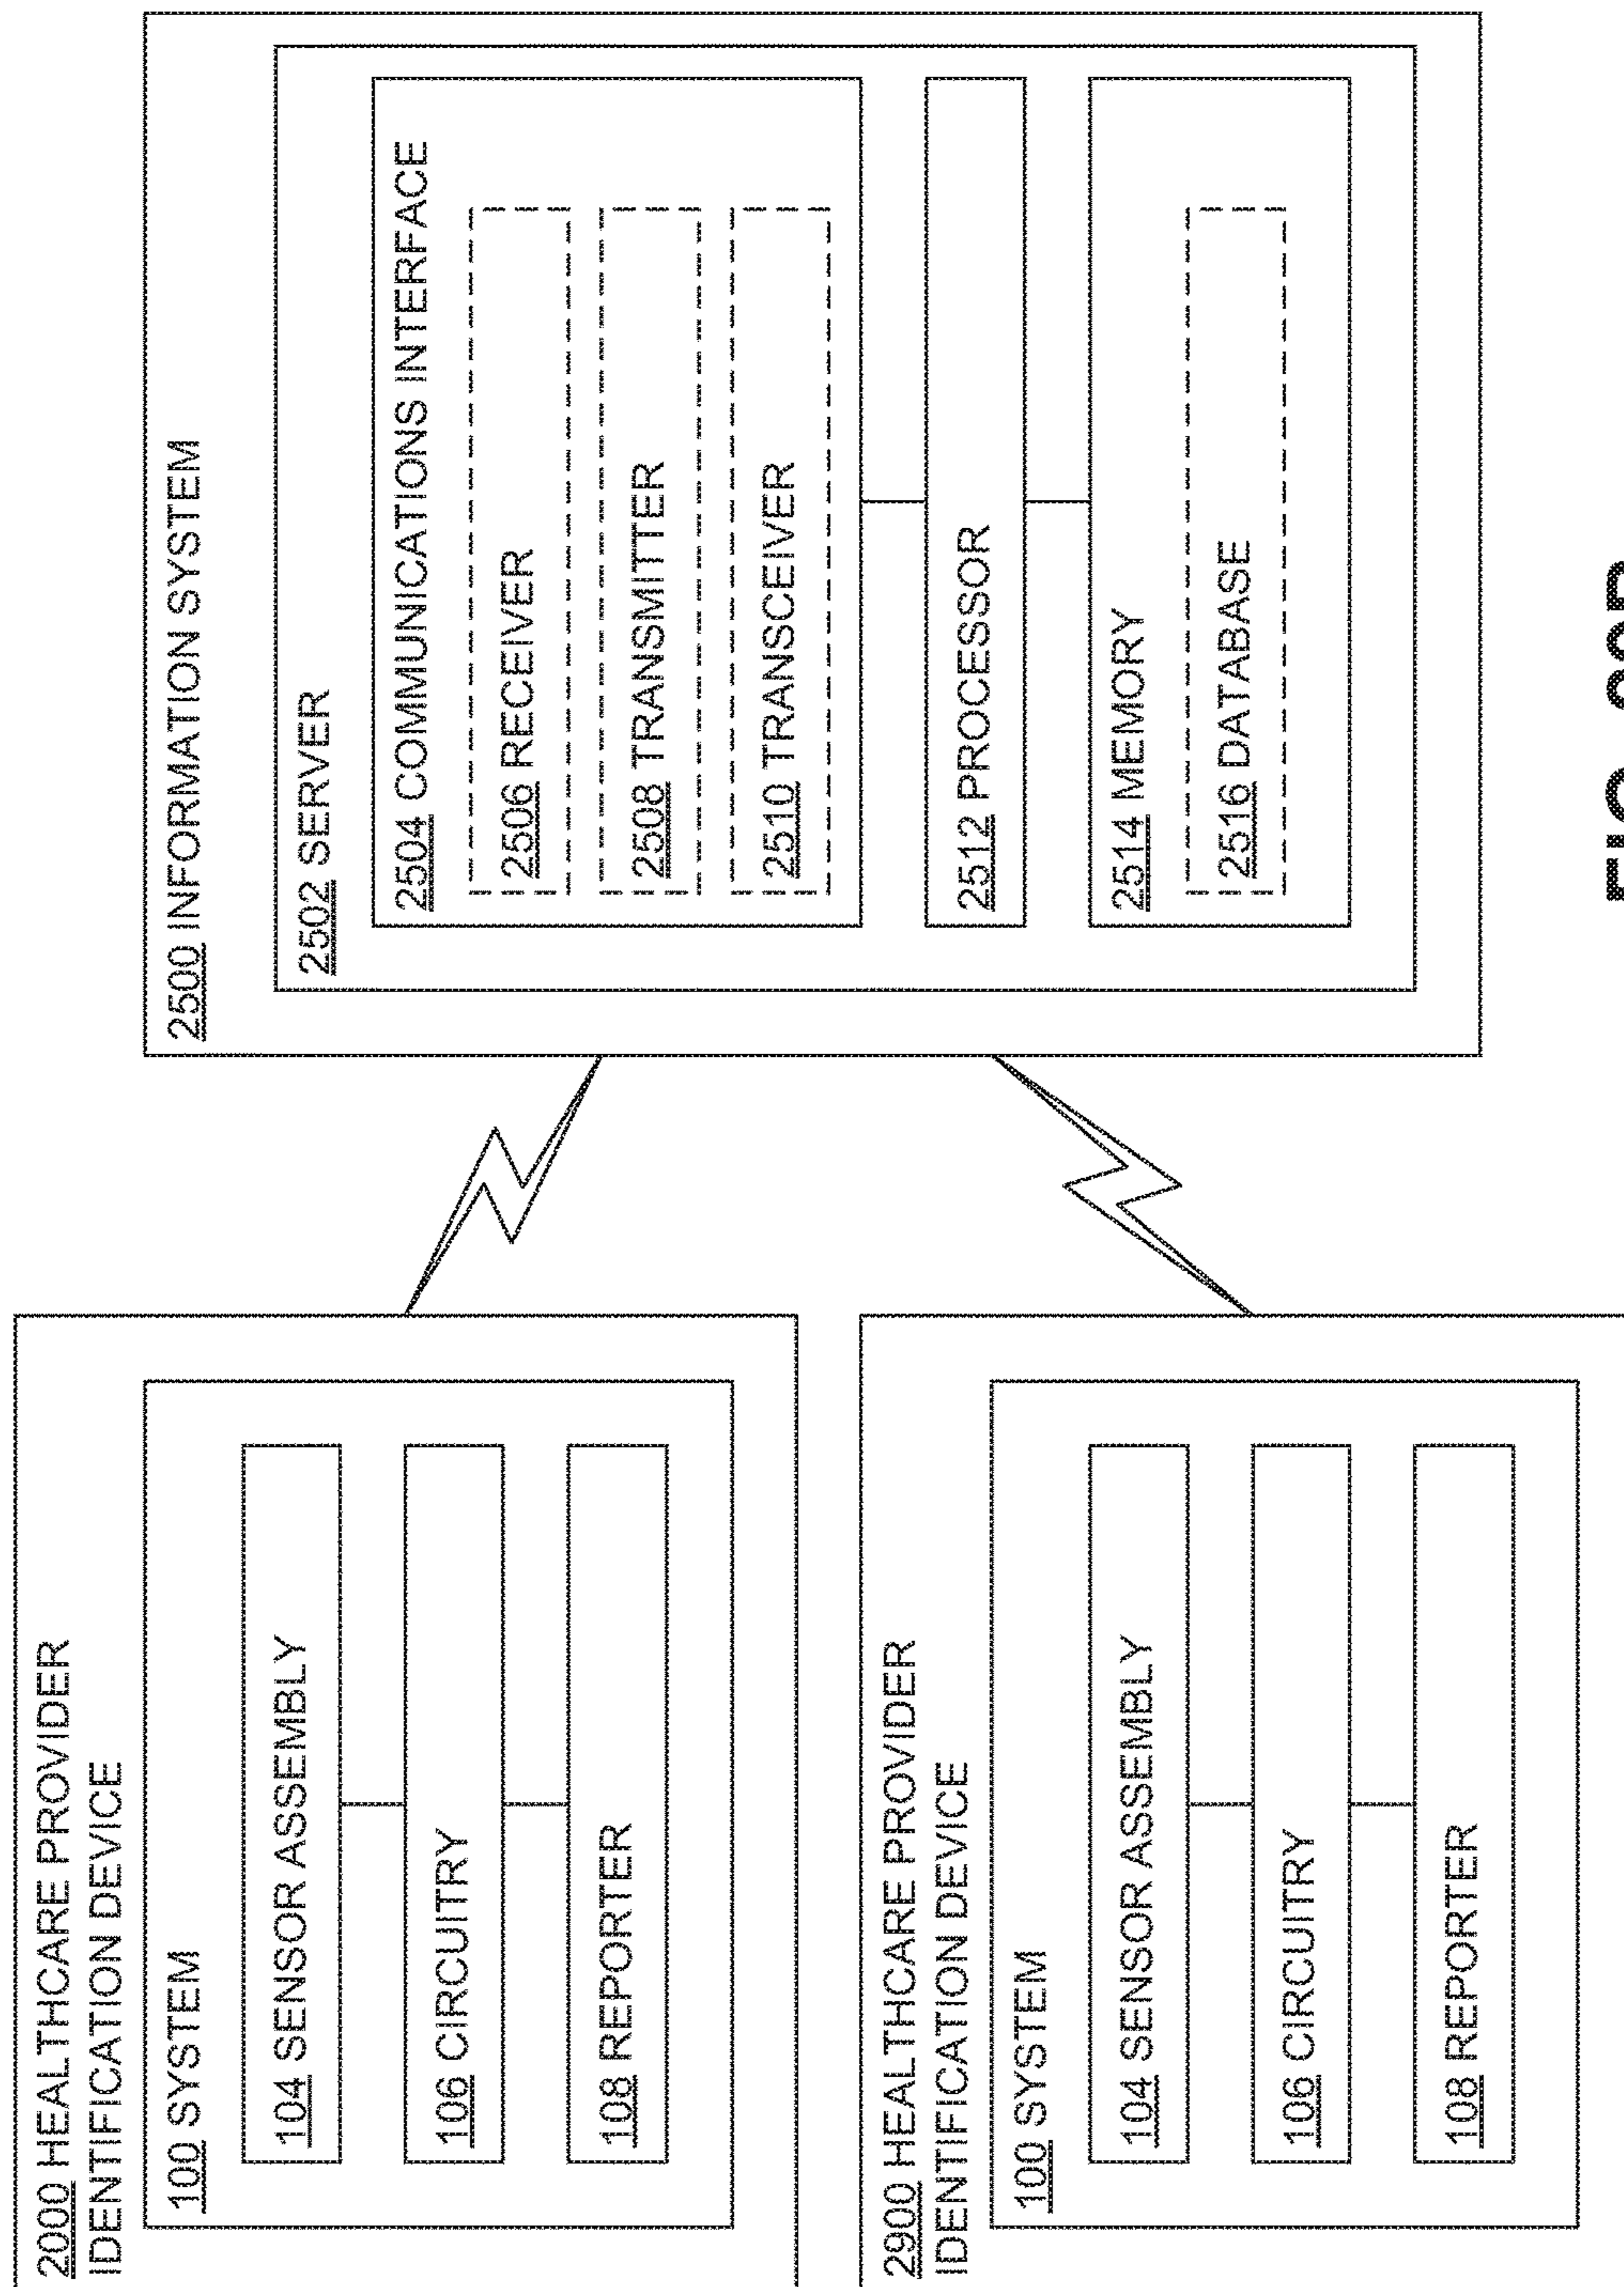 2000 HEALTHCARE PROVIDER
IDENTIFICATION DEVICE
100 SYSTEM
104 SENSOR ASSEMBLY
106 CIRCUITRY
108 REPORTER
2900 HEALTHCARE PROVIDER
IDENTIFICATION DEVICE
100 SYSTEM
104 SENSOR ASSEMBLY
106 CIRCUITRY
108 REPORTER
2500 INFORMATION SYSTEM
2502 SERVER
2504 COMMUNICATIONS INTERFACE
2506 RECEIVER
2508 TRANSMITTER
2510 TRANSCEIVER
2512 PROCESSOR
2514 MEMORY
2516 DATABASE